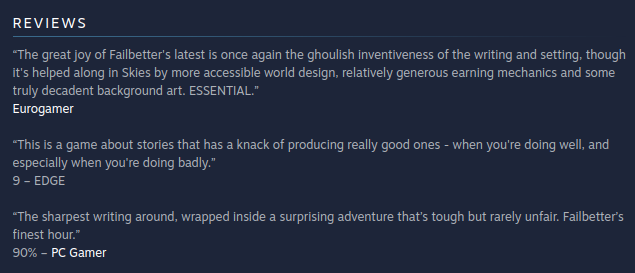 REVIEWS
“The great joy of Failbetter's latest is once again the ghoulish inventiveness of the writing and setting, though
it's helped along in Skies by more accessible world design, relatively generous earning mechanics and some
truly decadent background art. ESSENTIAL.”
Eurogamer
“This is a game about stories that has a knack of producing really good ones - when you're doing well, and
especially when you're doing badly.”
9 – EDGE
“The sharpest writing around, wrapped inside a surprising adventure that's tough but rarely unfair. Failbetter's
finest hour.”
90% – PC Gamer